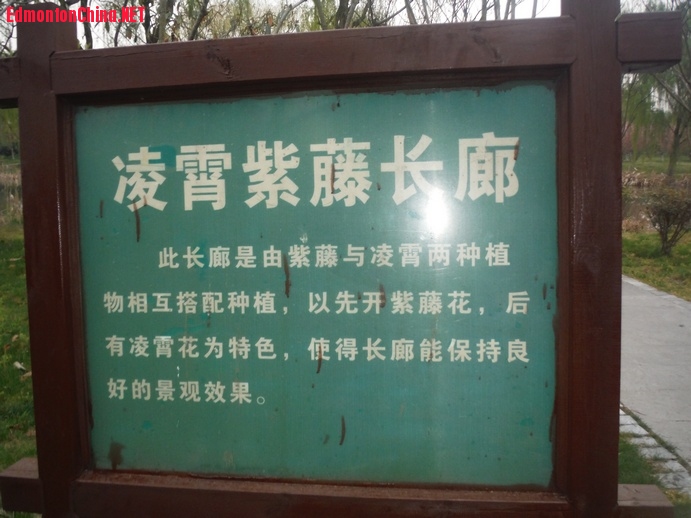 EdmontonChina.NET
凌霄紫藤长廊
此长廊是由紫藤与凌霄两种植
物相互搭配种植，以先开紫藤花，后
有凌霄花为特色，使得长廊能保持良
好的景观效果。